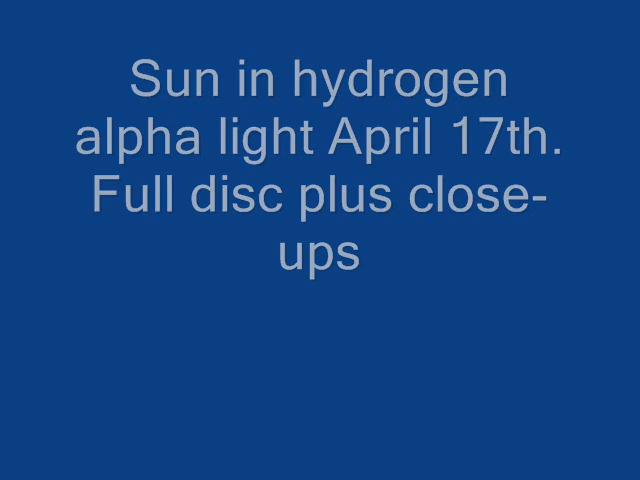 Sun in hydrogen
alpha light April 17th.
Full disc plus close-
ups